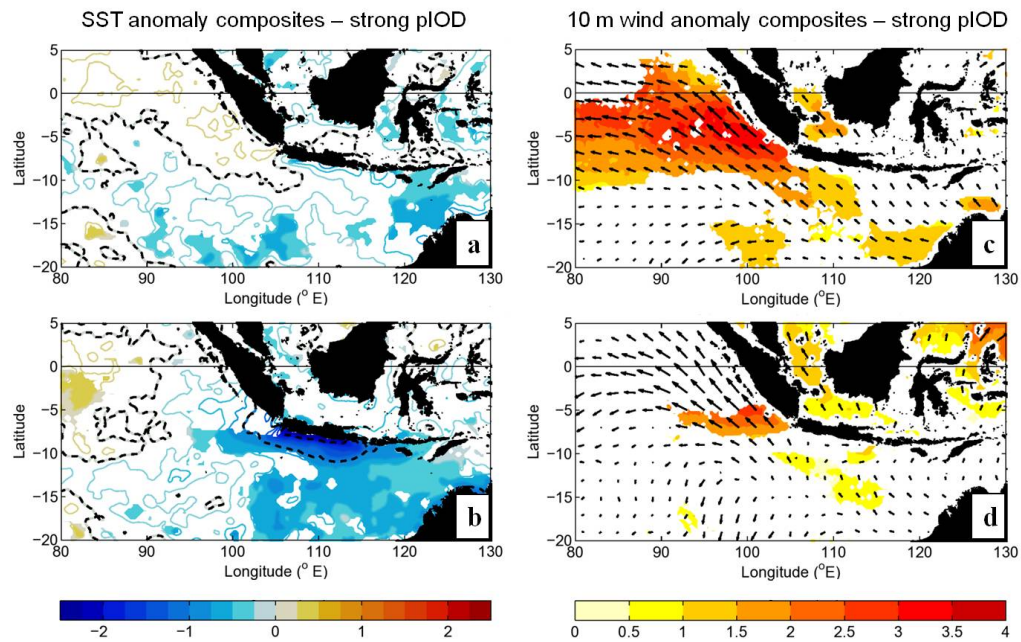 SST anomaly composites – strong pIOD
10 m wind anomaly composites – strong pIOD
5
0
−5
−10
−15
−20
Latitude
80 90 100 110 120 130
Longitude (° E)
a
5
0
−5
−10
−15
−20
Latitude
80 90 100 110 120 130
Longitude (° E)
c
5
0
−5
−10
−15
−20
Latitude
80 90 100 110 120 130
Longitude (° E)
b
5
0
−5
−10
−15
−20
Latitude
80 90 100 110 120 130
Longitude (° E)
d
−2 −1 0 1 2
0 0.5 1 1.5 2 2.5 3 3.5 4